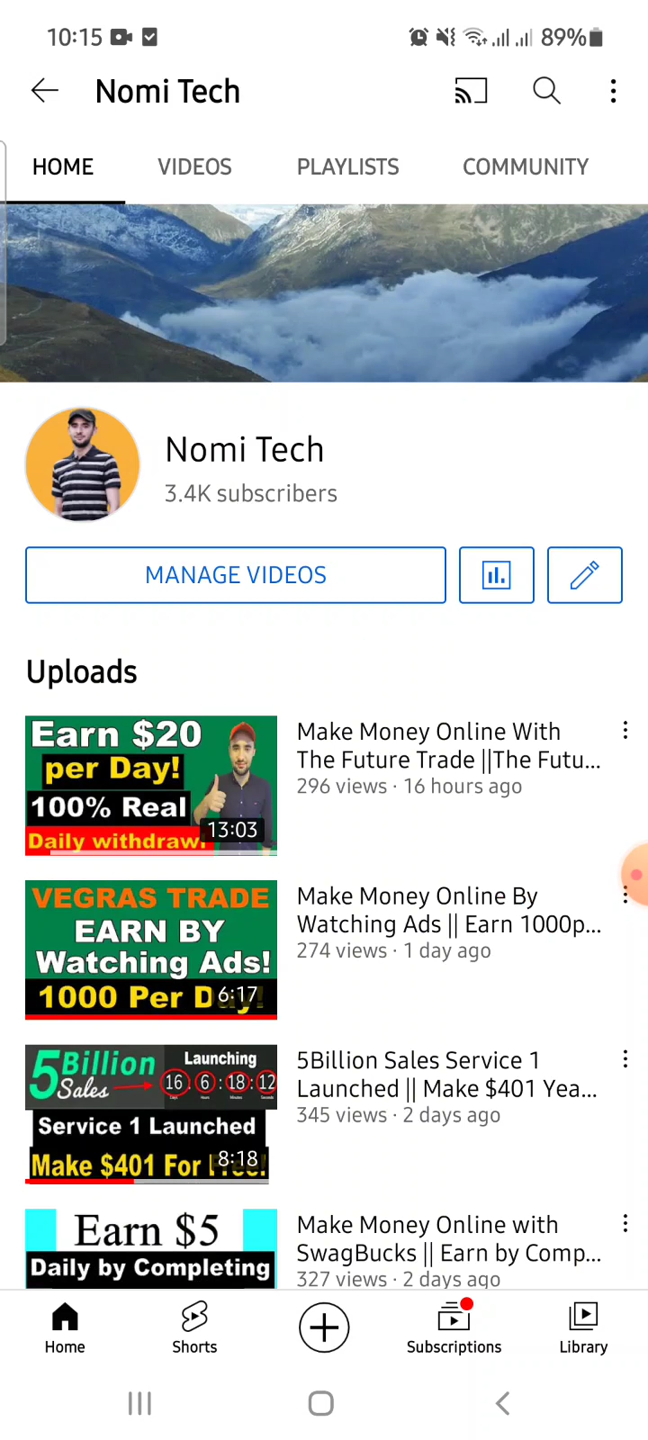 10:15
89%
Nomi Tech
HOME
VIDEOS
PLAYLISTS
COMMUNITY
Nomi Tech
3.4K subscribers
MANAGE VIDEOS
Uploads
Earn $20
per Day!
100% Real
Daily withdraw!
13:03
Make Money Online With
The Future Trade ||The Futu...
296 views · 16 hours ago
VEGRAS TRADE
EARN BY
Watching Ads!
1000 Per Day!
6:17
Make Money Online By
Watching Ads || Earn 1000p...
274 views · 1 day ago
5Billion
Sales
Launching
16:6:18:12
Service 1 Launched
Make $401 For Free!
8:18
5Billion Sales Service 1
Launched || Make $401 Yea...
345 views · 2 days ago
Earn $5
Daily by Completing
Make Money Online with
SwagBucks || Earn by Comp...
327 views · 2 days ago
Home
Shorts
Subscriptions
Library